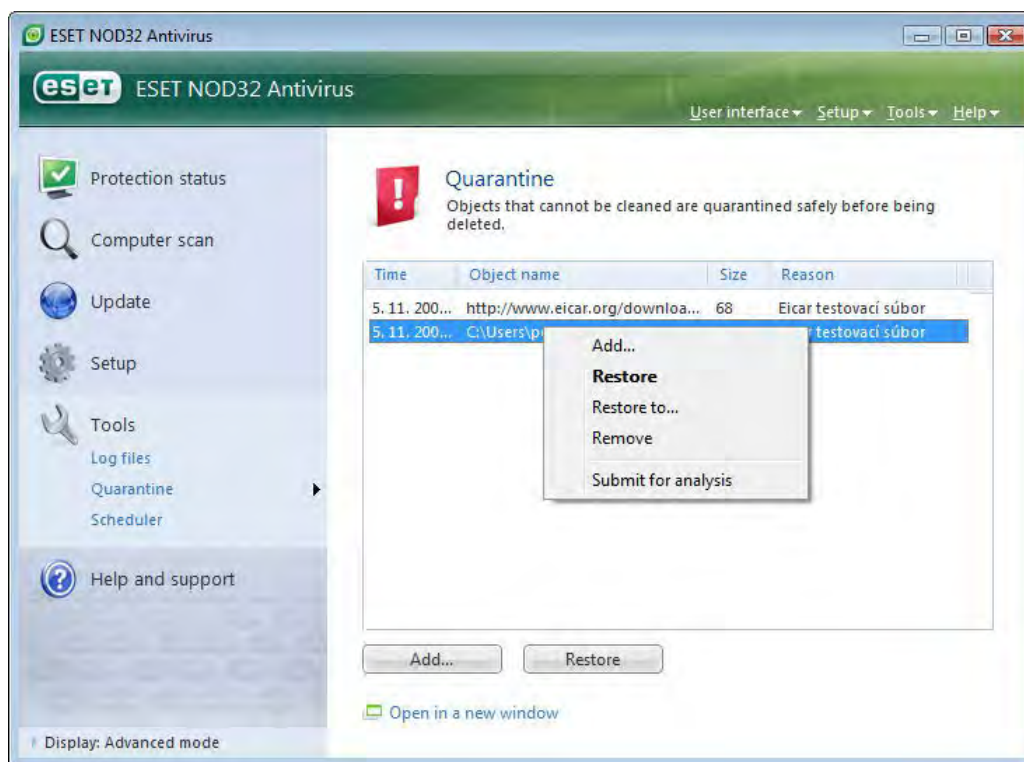 ESET NOD32 Antivirus
eset ESET NOD32 Antivirus
User interface Setup Tools Help
Protection status
Computer scan
Update
Setup
Tools
Log files
Quarantine
Scheduler
Help and support
Display: Advanced mode
Quarantine
Objects that cannot be cleaned are quarantined safely before being
deleted.
Time Object name Size Reason
5. 11. 200... http://www.eicar.org/downloa... 68 Eicar testovací súbor
5. 11. 200... C:\Users\p testovací súbor
Add...
Restore
Restore to...
Remove
Submit for analysis
Add... Restore
Open in a new window